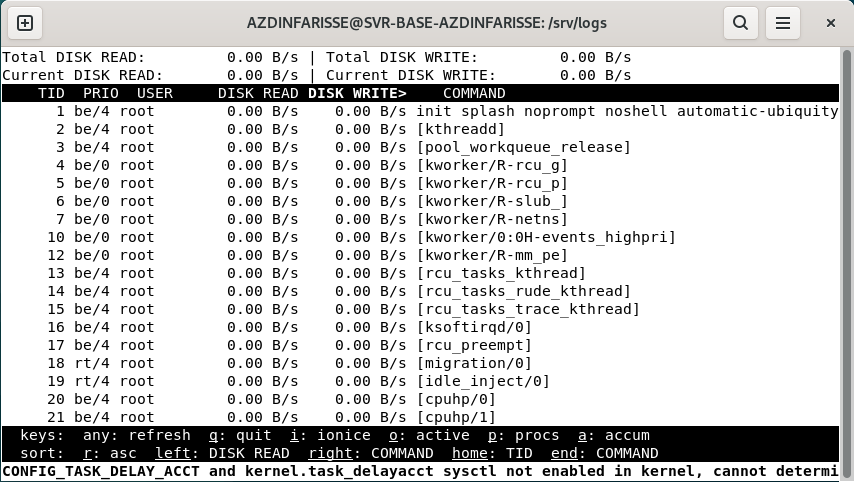 AZDINFARISSE@SVR-BASE-AZDINFARISSE: /srv/logs
Total DISK READ:         0.00 B/s | Total DISK WRITE:         0.00 B/s
Current DISK READ:       0.00 B/s | Current DISK WRITE:       0.00 B/s
    TID  PRIO  USER     DISK READ DISK WRITE>    COMMAND
      1 be/4 root        0.00 B/s    0.00 B/s init splash noprompt noshell automatic-ubiquity
      2 be/4 root        0.00 B/s    0.00 B/s [kthreadd]
      3 be/4 root        0.00 B/s    0.00 B/s [pool_workqueue_release]
      4 be/0 root        0.00 B/s    0.00 B/s [kworker/R-rcu_g]
      5 be/0 root        0.00 B/s    0.00 B/s [kworker/R-rcu_p]
      6 be/0 root        0.00 B/s    0.00 B/s [kworker/R-slub_]
      7 be/0 root        0.00 B/s    0.00 B/s [kworker/R-netns]
     10 be/0 root        0.00 B/s    0.00 B/s [kworker/0:0H-events_highpri]
     12 be/0 root        0.00 B/s    0.00 B/s [kworker/R-mm_pe]
     13 be/4 root        0.00 B/s    0.00 B/s [rcu_tasks_kthread]
     14 be/4 root        0.00 B/s    0.00 B/s [rcu_tasks_rude_kthread]
     15 be/4 root        0.00 B/s    0.00 B/s [rcu_tasks_trace_kthread]
     16 be/4 root        0.00 B/s    0.00 B/s [ksoftirqd/0]
     17 be/4 root        0.00 B/s    0.00 B/s [rcu_preempt]
     18 rt/4 root        0.00 B/s    0.00 B/s [migration/0]
     19 rt/4 root        0.00 B/s    0.00 B/s [idle_inject/0]
     20 be/4 root        0.00 B/s    0.00 B/s [cpuhp/0]
     21 be/4 root        0.00 B/s    0.00 B/s [cpuhp/1]
  keys:  any: refresh  q: quit  i: ionice  o: active  p: procs  a: accum
  sort:  r: asc  left: DISK READ  right: COMMAND  home: TID  end: COMMAND
CONFIG_TASK_DELAY_ACCT and kernel.task_delayacct sysctl not enabled in kernel, cannot determi